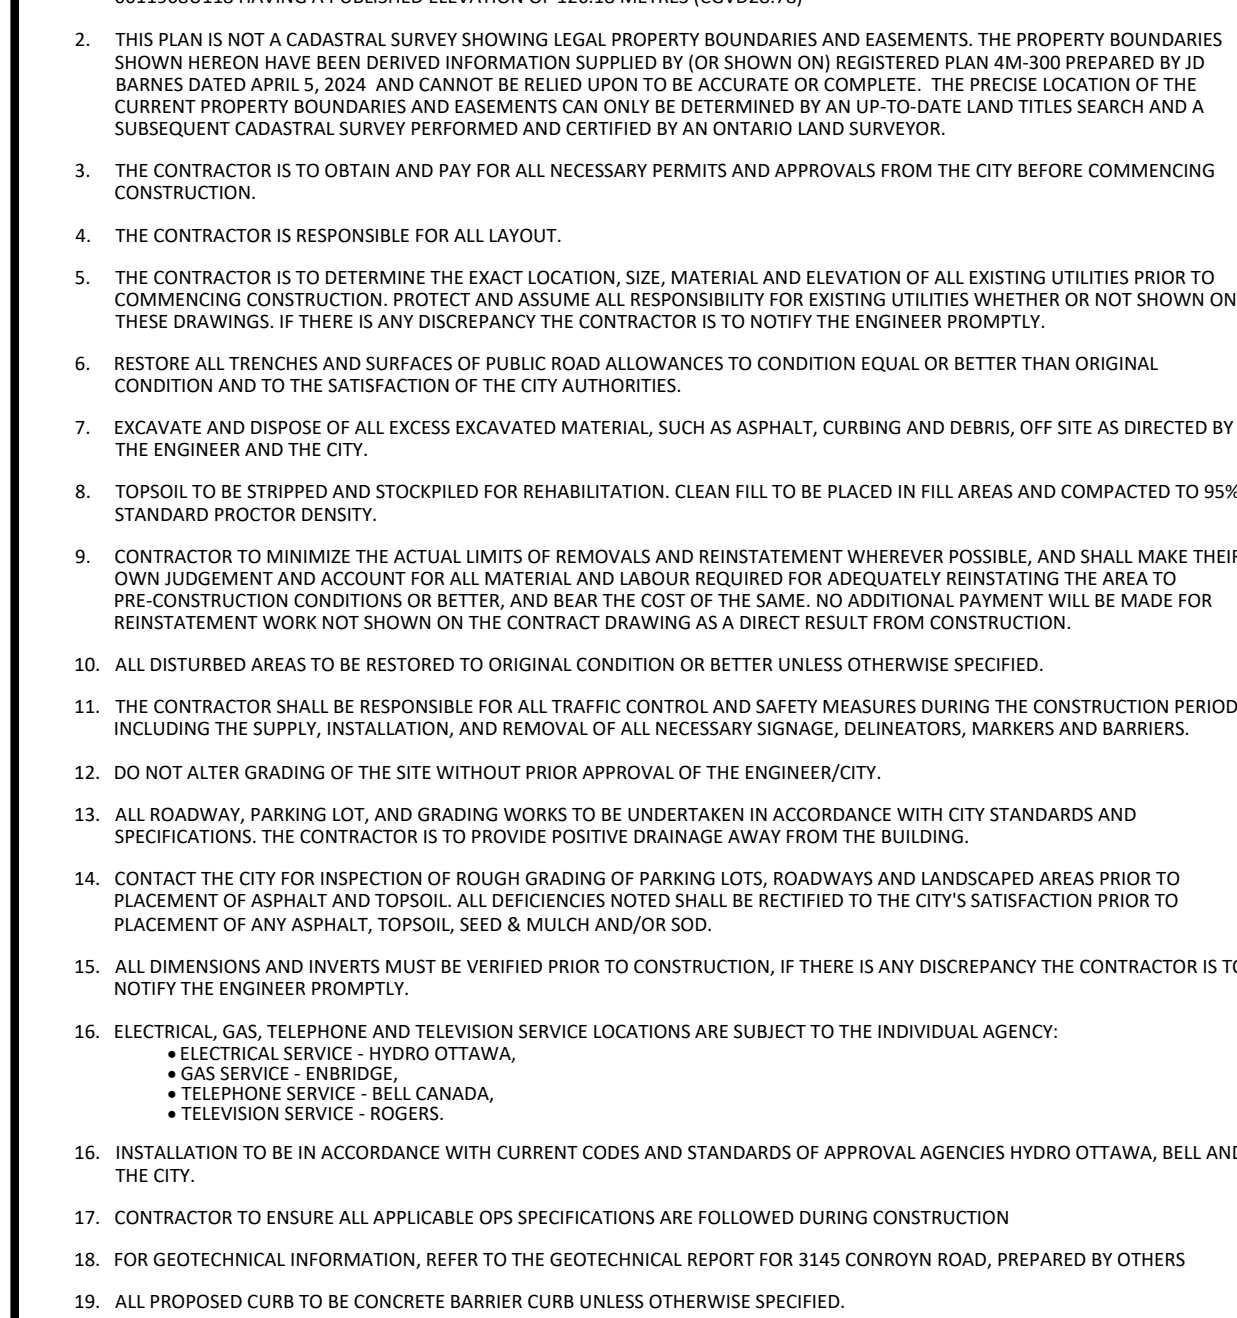 0011968U118 HAVING A PUBLISHED ELEVATION OF 126.18 METRES (CGVD28:78)
2. THIS PLAN IS NOT A CADASTRAL SURVEY SHOWING LEGAL PROPERTY BOUNDARIES AND EASEMENTS. THE PROPERTY BOUNDARIES
SHOWN HEREON HAVE BEEN DERIVED INFORMATION SUPPLIED BY (OR SHOWN ON) REGISTERED PLAN 4M-300 PREPARED BY JD
BARNES DATED APRIL 5, 2024 AND CANNOT BE RELIED UPON TO BE ACCURATE OR COMPLETE. THE PRECISE LOCATION OF THE
CURRENT PROPERTY BOUNDARIES AND EASEMENTS CAN ONLY BE DETERMINED BY AN UP-TO-DATE LAND TITLES SEARCH AND A
SUBSEQUENT CADASTRAL SURVEY PERFORMED AND CERTIFIED BY AN ONTARIO LAND SURVEYOR.
3. THE CONTRACTOR IS TO OBTAIN AND PAY FOR ALL NECESSARY PERMITS AND APPROVALS FROM THE CITY BEFORE COMMENCING
CONSTRUCTION.
4. THE CONTRACTOR IS RESPONSIBLE FOR ALL LAYOUT.
5. THE CONTRACTOR IS TO DETERMINE THE EXACT LOCATION, SIZE, MATERIAL AND ELEVATION OF ALL EXISTING UTILITIES PRIOR TO
COMMENCING CONSTRUCTION. PROTECT AND ASSUME ALL RESPONSIBILITY FOR EXISTING UTILITIES WHETHER OR NOT SHOWN ON
THESE DRAWINGS. IF THERE IS ANY DISCREPANCY THE CONTRACTOR IS TO NOTIFY THE ENGINEER PROMPTLY.
6. RESTORE ALL TRENCHES AND SURFACES OF PUBLIC ROAD ALLOWANCES TO CONDITION EQUAL OR BETTER THAN ORIGINAL
CONDITION AND TO THE SATISFACTION OF THE CITY AUTHORITIES.
7. EXCAVATE AND DISPOSE OF ALL EXCESS EXCAVATED MATERIAL, SUCH AS ASPHALT, CURBING AND DEBRIS, OFF SITE AS DIRECTED BY
THE ENGINEER AND THE CITY.
8. TOPSOIL TO BE STRIPPED AND STOCKPILED FOR REHABILITATION. CLEAN FILL TO BE PLACED IN FILL AREAS AND COMPACTED TO 95%
STANDARD PROCTOR DENSITY.
9. CONTRACTOR TO MINIMIZE THE ACTUAL LIMITS OF REMOVALS AND REINSTATEMENT WHEREVER POSSIBLE, AND SHALL MAKE THEIR
OWN JUDGEMENT AND ACCOUNT FOR ALL MATERIAL AND LABOUR REQUIRED FOR ADEQUATELY REINSTATING THE AREA TO
PRE-CONSTRUCTION CONDITIONS OR BETTER, AND BEAR THE COST OF THE SAME. NO ADDITIONAL PAYMENT WILL BE MADE FOR
REINSTATEMENT WORK NOT SHOWN ON THE CONTRACT DRAWING AS A DIRECT RESULT FROM CONSTRUCTION.
10. ALL DISTURBED AREAS TO BE RESTORED TO ORIGINAL CONDITION OR BETTER UNLESS OTHERWISE SPECIFIED.
11. THE CONTRACTOR SHALL BE RESPONSIBLE FOR ALL TRAFFIC CONTROL AND SAFETY MEASURES DURING THE CONSTRUCTION PERIOD
INCLUDING THE SUPPLY, INSTALLATION, AND REMOVAL OF ALL NECESSARY SIGNAGE, DELINEATORS, MARKERS AND BARRIERS.
12. DO NOT ALTER GRADING OF THE SITE WITHOUT PRIOR APPROVAL OF THE ENGINEER/CITY.
13. ALL ROADWAY, PARKING LOT, AND GRADING WORKS TO BE UNDERTAKEN IN ACCORDANCE WITH CITY STANDARDS AND
SPECIFICATIONS. THE CONTRACTOR IS TO PROVIDE POSITIVE DRAINAGE AWAY FROM THE BUILDING.
14. CONTACT THE CITY FOR INSPECTION OF ROUGH GRADING OF PARKING LOTS, ROADWAYS AND LANDSCAPED AREAS PRIOR TO
PLACEMENT OF ASPHALT AND TOPSOIL. ALL DEFICIENCIES NOTED SHALL BE RECTIFIED TO THE CITY'S SATISFACTION PRIOR TO
PLACEMENT OF ANY ASPHALT, TOPSOIL, SEED & MULCH AND/OR SOD.
15. ALL DIMENSIONS AND INVERTS MUST BE VERIFIED PRIOR TO CONSTRUCTION, IF THERE IS ANY DISCREPANCY THE CONTRACTOR IS TO
NOTIFY THE ENGINEER PROMPTLY.
16. ELECTRICAL, GAS, TELEPHONE AND TELEVISION SERVICE LOCATIONS ARE SUBJECT TO THE INDIVIDUAL AGENCY:
• ELECTRICAL SERVICE - HYDRO OTTAWA,
• GAS SERVICE - ENBRIDGE,
• TELEPHONE SERVICE - BELL CANADA,
• TELEVISION SERVICE - ROGERS.
16. INSTALLATION TO BE IN ACCORDANCE WITH CURRENT CODES AND STANDARDS OF APPROVAL AGENCIES HYDRO OTTAWA, BELL AND
THE CITY.
17. CONTRACTOR TO ENSURE ALL APPLICABLE OPS SPECIFICATIONS ARE FOLLOWED DURING CONSTRUCTION
18. FOR GEOTECHNICAL INFORMATION, REFER TO THE GEOTECHNICAL REPORT FOR 3145 CONROYN ROAD, PREPARED BY OTHERS
19. ALL PROPOSED CURB TO BE CONCRETE BARRIER CURB UNLESS OTHERWISE SPECIFIED.